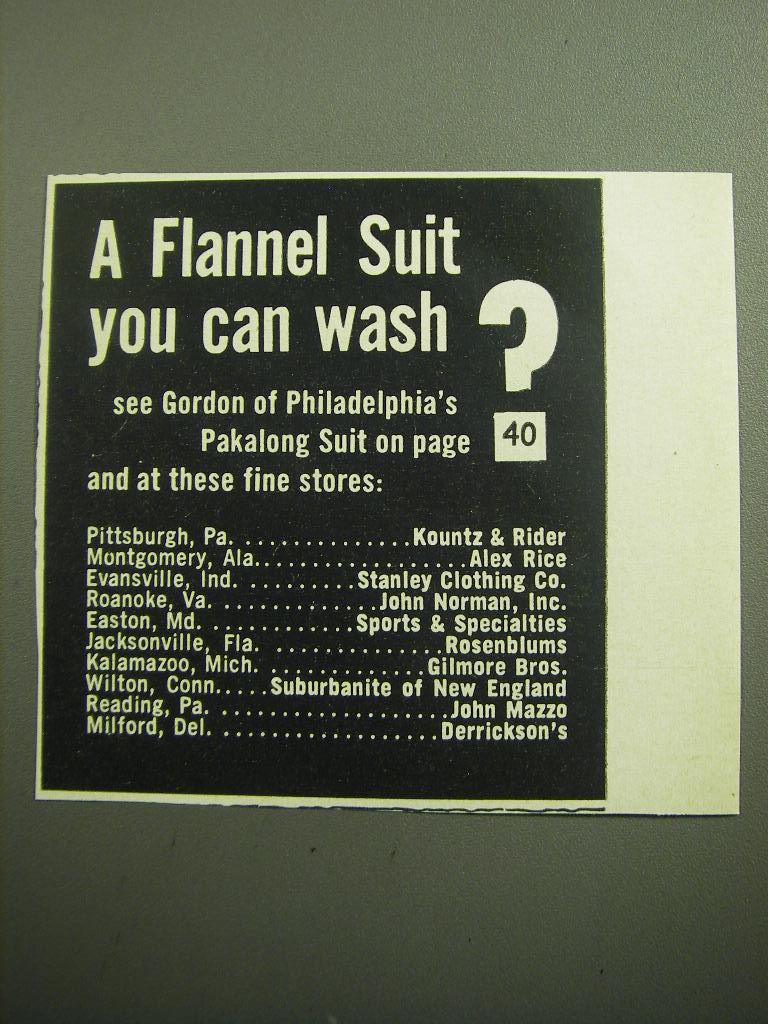 A Flannel Suit
you can wash ?
see Gordon of Philadelphia's
Pakalong Suit on page 40
and at these fine stores:
Pittsburgh, Pa. . . . . . . . . . . . . . . .Kountz & Rider
Montgomery, Ala. . . . . . . . . . . . . . . . . . .Alex Rice
Evansville, Ind. . . . . . . . . . .Stanley Clothing Co.
Roanoke, Va. . . . . . . . . . . . . . .John Norman, Inc.
Easton, Md. . . . . . . . . . . . . .Sports & Specialties
Jacksonville, Fla. . . . . . . . . . . . . . . .Rosenblums
Kalamazoo, Mich. . . . . . . . . . . . . .Gilmore Bros.
Wilton, Conn. . . . .Suburbanite of New England
Reading, Pa. . . . . . . . . . . . . . . . . . . . .John Mazzo
Milford, Del. . . . . . . . . . . . . . . . . . .Derrickson's